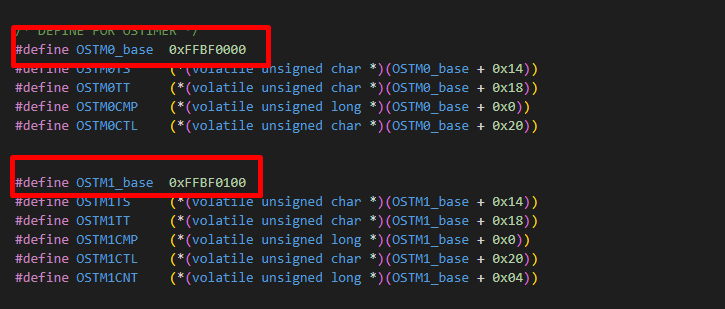 /* DEFINE FOR OSTIMER */
#define OSTM0_base  0xFFBF0000
#define OSTM0TS     (*(volatile unsigned char *)(OSTM0_base + 0x14))
#define OSTM0TT     (*(volatile unsigned char *)(OSTM0_base + 0x18))
#define OSTM0CMP    (*(volatile unsigned long *)(OSTM0_base + 0x0))
#define OSTM0CTL    (*(volatile unsigned char *)(OSTM0_base + 0x20))
#define OSTM1_base  0xFFBF0100
#define OSTM1TS     (*(volatile unsigned char *)(OSTM1_base + 0x14))
#define OSTM1TT     (*(volatile unsigned char *)(OSTM1_base + 0x18))
#define OSTM1CMP    (*(volatile unsigned long *)(OSTM1_base + 0x0))
#define OSTM1CTL    (*(volatile unsigned char *)(OSTM1_base + 0x20))
#define OSTM1CNT    (*(volatile unsigned long *)(OSTM1_base + 0x04))